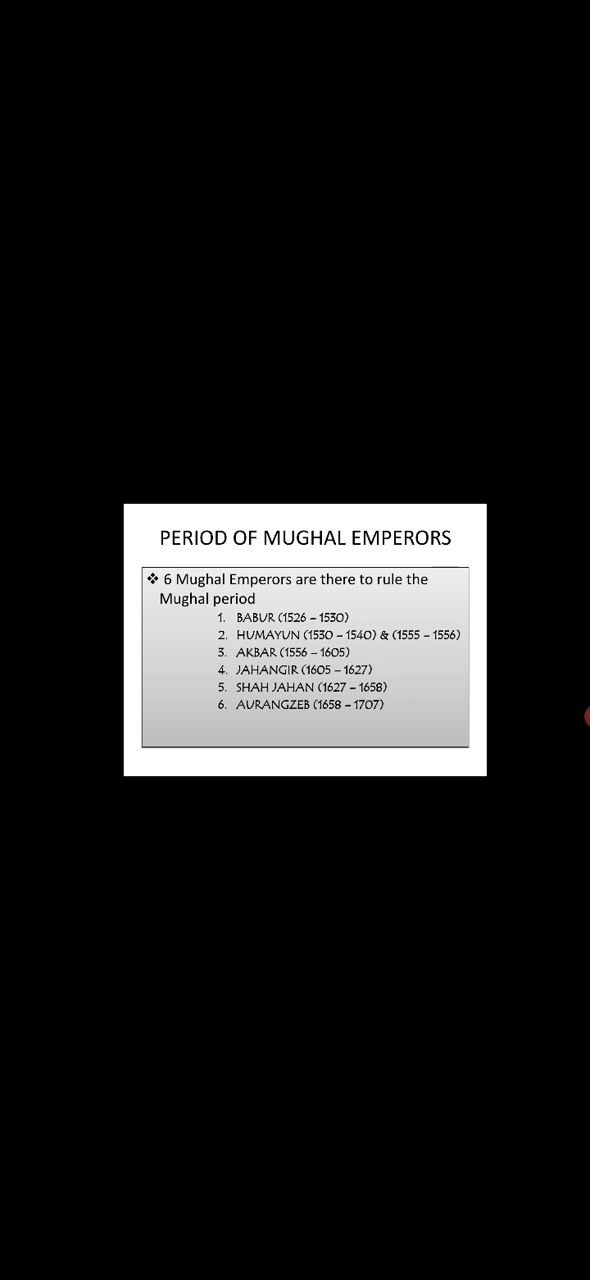 PERIOD OF MUGHAL EMPERORS
❖ 6 Mughal Emperors are there to rule the
Mughal period
1. BABUR (1526 – 1530)
2. HUMAYUN (1530 – 1540) & (1555 – 1556)
3. AKBAR (1556 – 1605)
4. JAHANGIR (1605 – 1627)
5. SHAH JAHAN (1627 – 1658)
6. AURANGZEB (1658 – 1707)